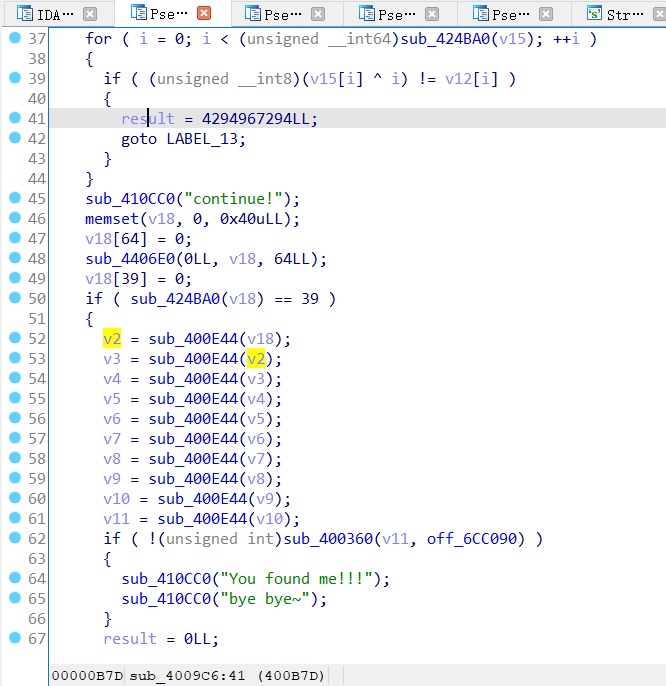 IDA⋯ Pse⋯ Pse⋯ Pse⋯ Pse⋯ Str⋯
37 for ( i = 0; i < (unsigned __int64)sub_424BA0(v15); ++i )
38 {
39 if ( (unsigned __int8)(v15[i] ^ i) != v12[i] )
40 {
41 result = 4294967294LL;
42 goto LABEL_13;
43 }
44 }
45 sub_410CC0("continue!");
46 memset(v18, 0, 0x40uLL);
47 v18[64] = 0;
48 sub_4406E0(0LL, v18, 64LL);
49 v18[39] = 0;
50 if ( sub_424BA0(v18) == 39 )
51 {
52 v2 = sub_400E44(v18);
53 v3 = sub_400E44(v2);
54 v4 = sub_400E44(v3);
55 v5 = sub_400E44(v4);
56 v6 = sub_400E44(v5);
57 v7 = sub_400E44(v6);
58 v8 = sub_400E44(v7);
59 v9 = sub_400E44(v8);
60 v10 = sub_400E44(v9);
61 v11 = sub_400E44(v10);
62 if ( !(unsigned int)sub_400360(v11, off_6CC090) )
63 {
64 sub_410CC0("You found me!!!");
65 sub_410CC0("bye bye~");
66 }
67 result = 0LL;
00000B7D sub_4009C6:41 (400B7D)